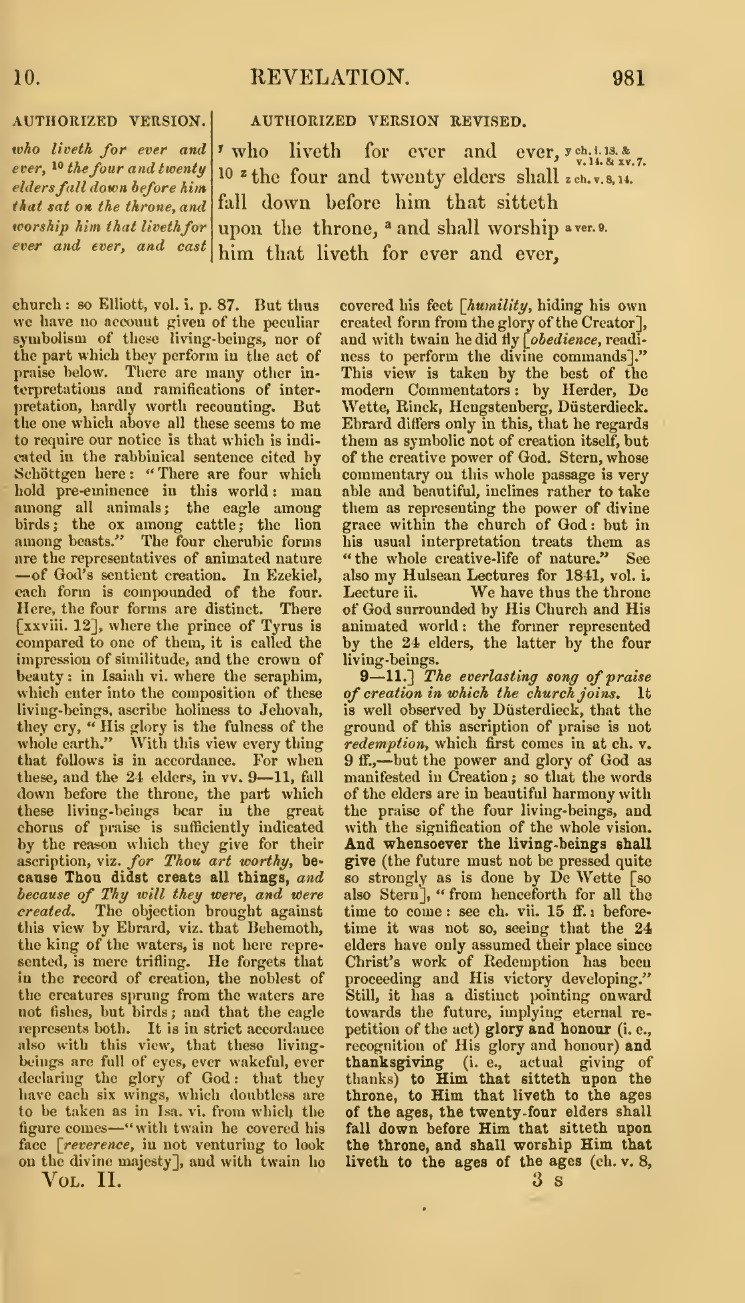 10.
REVELATION.
981
AUTHORIZED VERSION.
who liveth for ever and
ever, 10 the four and twenty
elders fall down before him
that sat on the throne, and
worship him that liveth for
ever and ever, and cast
AUTHORIZED VERSION REVISED.
y who liveth for ever and ever,
10 z the four and twenty elders shall
fall down before him that sitteth
upon the throne, a and shall worship
him that liveth for ever and ever,
y ch. i. 18. &
v. 14. & xv. 7.
z ch. v. 8, 14.
a ver. 9.
church: so Elliott, vol. i. p. 87. But thus
we have no account given of the peculiar
symbolism of these living-beings, nor of
the part which they perform in the act of
praise below. There are many other in-
terpretations and ramifications of inter-
pretation, hardly worth recounting. But
the one which above all these seems to me
to require our notice is that which is indi-
cated in the rabbinical sentence cited by
Schöttgen here: “There are four which
hold pre-eminence in this world: man
among all animals; the eagle among
birds; the ox among cattle; the lion
among beasts.” The four cherubic forms
are the representatives of animated nature
—of God’s sentient creation. In Ezekiel,
each form is compounded of the four.
Here, the four forms are distinct. There
[xxviii. 12], where the prince of Tyrus is
compared to one of them, it is called the
impression of similitude, and the crown of
beauty: in Isaiah vi. where the seraphim,
which enter into the composition of these
living-beings, ascribe holiness to Jehovah,
they cry, “His glory is the fulness of the
whole earth.” With this view every thing
that follows is in accordance. For when
these, and the 24 elders, in vv. 9—11, fall
down before the throne, the part which
these living-beings bear in the great
chorus of praise is sufficiently indicated
by the reason which they give for their
ascription, viz. for Thou art worthy, be-
cause Thou didst create all things, and
because of Thy will they were, and were
created. The objection brought against
this view by Ebrard, viz. that Behemoth,
the king of the waters, is not here repre-
sented, is mere trifling. He forgets that
in the record of creation, the noblest of
the creatures sprung from the waters are
not fishes, but birds; and that the eagle
represents both. It is in strict accordance
also with this view, that these living-
beings are full of eyes, ever wakeful, ever
declaring the glory of God: that they
have each six wings, which doubtless are
to be taken as in Isa. vi. from which the
figure comes—“with twain he covered his
face [reverence, in not venturing to look
on the divine majesty], and with twain he
VOL. II.
covered his feet [humility, hiding his own
created form from the glory of the Creator],
and with twain he did fly [obedience, readi-
ness to perform the divine commands].”
This view is taken by the best of the
modern Commentators: by Herder, De
Wette, Rinck, Hengstenberg, Düsterdieck.
Ebrard differs only in this, that he regards
them as symbolic not of creation itself, but
of the creative power of God. Stern, whose
commentary on this whole passage is very
able and beautiful, inclines rather to take
them as representing the power of divine
grace within the church of God: but in
his usual interpretation treats them as
“the whole creative-life of nature.” See
also my Hulsean Lectures for 1841, vol. i.
Lecture ii. We have thus the throne
of God surrounded by His Church and His
animated world: the former represented
by the 24 elders, the latter by the four
living-beings.
9—11.] The everlasting song of praise
of creation in which the church joins. It
is well observed by Düsterdieck, that the
ground of this ascription of praise is not
redemption, which first comes in at ch. v.
9 ff.,—but the power and glory of God as
manifested in Creation; so that the words
of the elders are in beautiful harmony with
the praise of the four living-beings, and
with the signification of the whole vision.
And whensoever the living-beings shall
give (the future must not be pressed quite
so strongly as is done by De Wette [so
also Stern], “from henceforth for all the
time to come: see ch. vii. 15 ff.: before-
time it was not so, seeing that the 24
elders have only assumed their place since
Christ’s work of Redemption has been
proceeding and His victory developing.”
Still, it has a distinct pointing onward
towards the future, implying eternal re-
petition of the act) glory and honour (i. e.,
recognition of His glory and honour) and
thanksgiving (i. e., actual giving of
thanks) to Him that sitteth upon the
throne, to Him that liveth to the ages
of the ages, the twenty-four elders shall
fall down before Him that sitteth upon
the throne, and shall worship Him that
liveth to the ages of the ages (ch. v. 8,
3 S